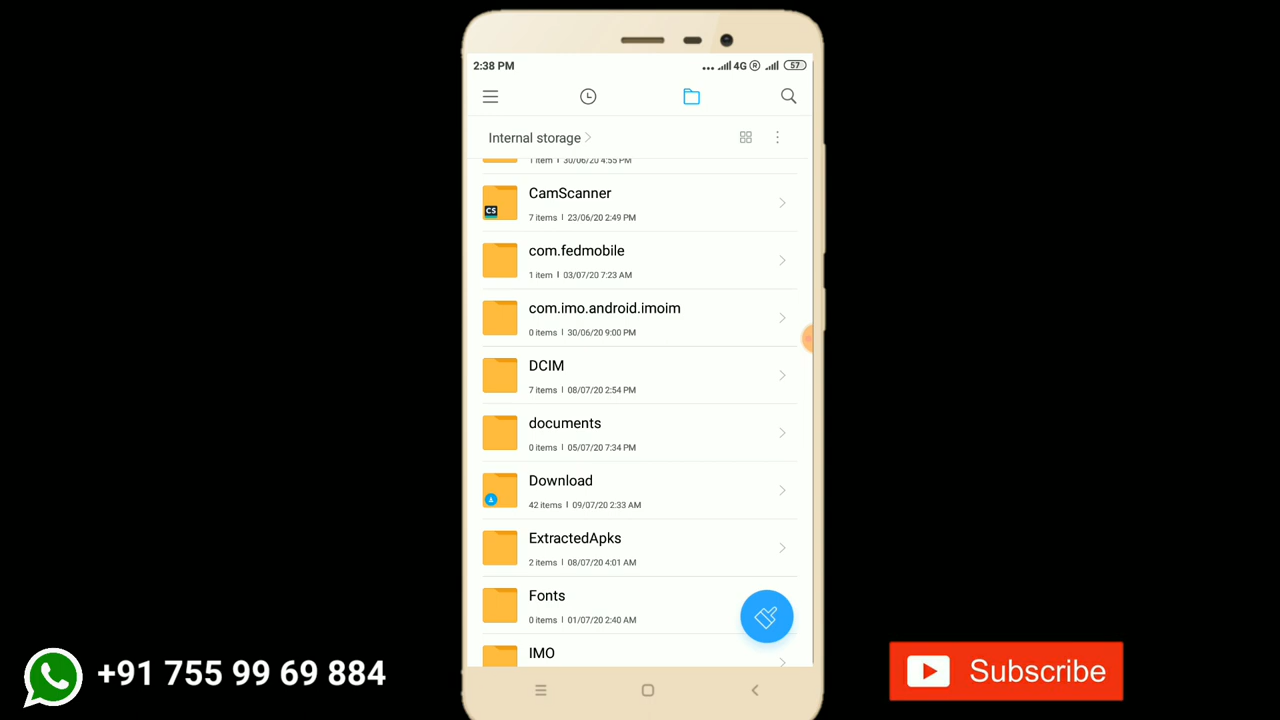 2:38 PM
4G R 57
Internal storage
1 item | 30/06/20 4:55 PM
CamScanner
CS
7 items | 23/06/20 2:49 PM
com.fedmobile
1 item | 03/07/20 7:23 AM
com.imo.android.imoim
0 items | 30/06/20 9:00 PM
DCIM
7 items | 08/07/20 2:54 PM
documents
0 items | 05/07/20 7:34 PM
Download
42 items | 09/07/20 2:33 AM
ExtractedApks
2 items | 08/07/20 4:01 AM
Fonts
0 items | 01/07/20 2:40 AM
IMO
+91 755 99 69 884
Subscribe